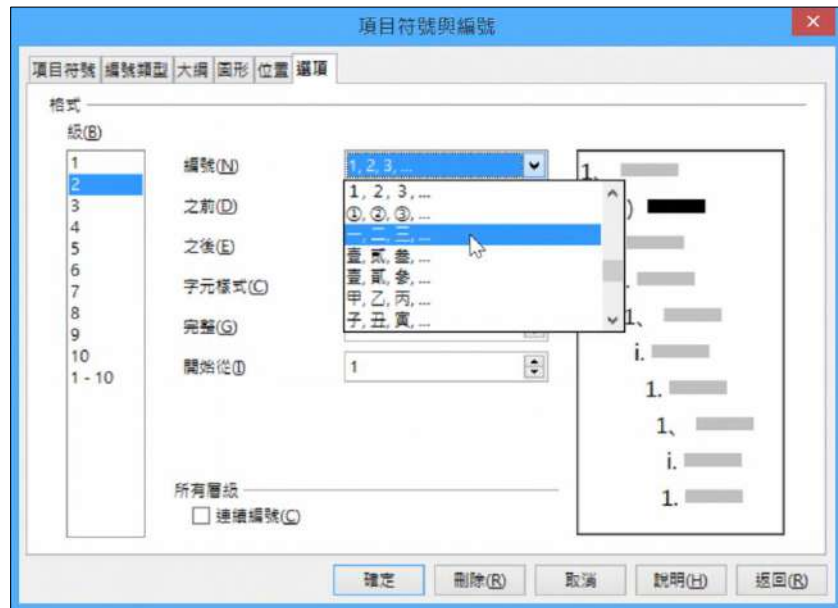 項目符號與編號
項目符號 編號類型 大綱 圖形 位置 選項
格式
級(B)
1
2
3
4
5
6
7
8
9
10
1 - 10
編號(N)
1, 2, 3, ...
1, 2, 3, ...
①, ②, ③, ...
一, 二, 三, ...
壹, 貳, 叁, ...
壹, 貳, 參, ...
甲, 乙, 丙, ...
子, 丑, 寅, ...
之前(D)
之後(E)
字元樣式(C)
完整(G)
開始從(I)
1
所有層級
連續編號(C)
1、
)
.
1、
i.
1.
1、
i.
1.
確定 刪除(R) 取消 說明(H) 返回(R)